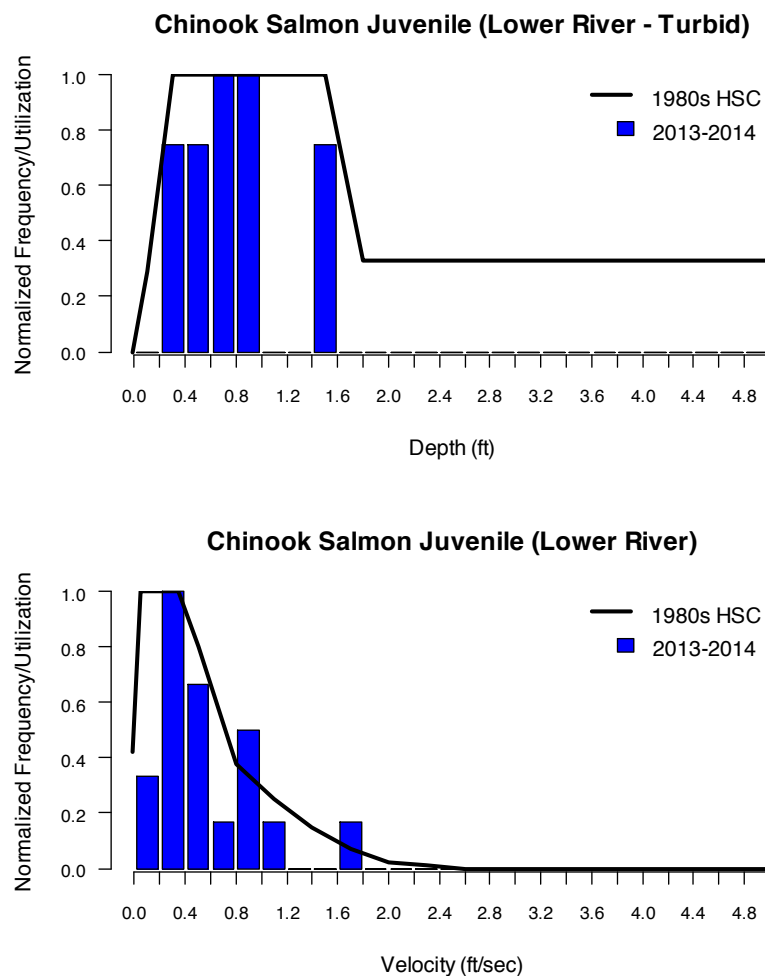 Chinook Salmon Juvenile (Lower River - Turbid)
Normalized Frequency/Utilization
1.0
0.8
0.6
0.4
0.2
0.0
1980s HSC
2013-2014
0.0 0.4 0.8 1.2 1.6 2.0 2.4 2.8 3.2 3.6 4.0 4.4 4.8
Depth (ft)
Chinook Salmon Juvenile (Lower River)
Normalized Frequency/Utilization
1.0
0.8
0.6
0.4
0.2
0.0
1980s HSC
2013-2014
0.0 0.4 0.8 1.2 1.6 2.0 2.4 2.8 3.2 3.6 4.0 4.4 4.8
Velocity (ft/sec)